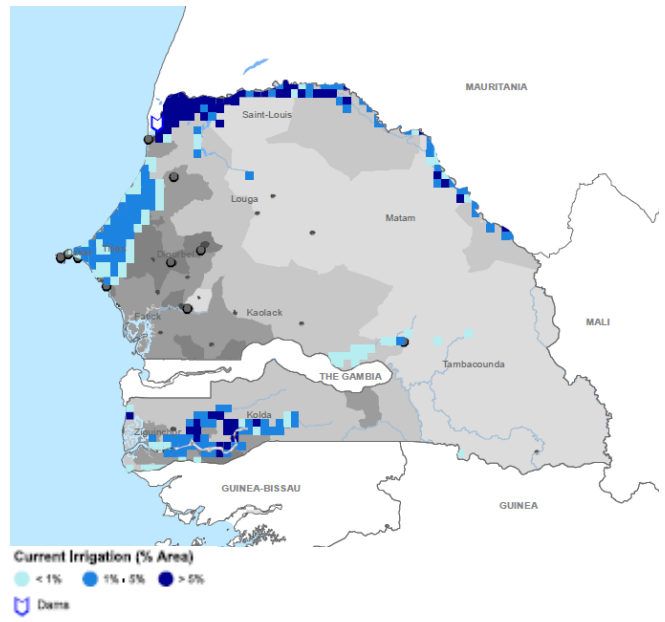 MAURITANIA
Saint-Louis
Louga
Matam
Diourbel
Fatick
Kaolack
MALI
THE GAMBIA
Tambacounda
Kolda
Ziguinchor
GUINEA-BISSAU
GUINEA
Current Irrigation (% Area)
< 1% 1% - 5% > 5%
Dams